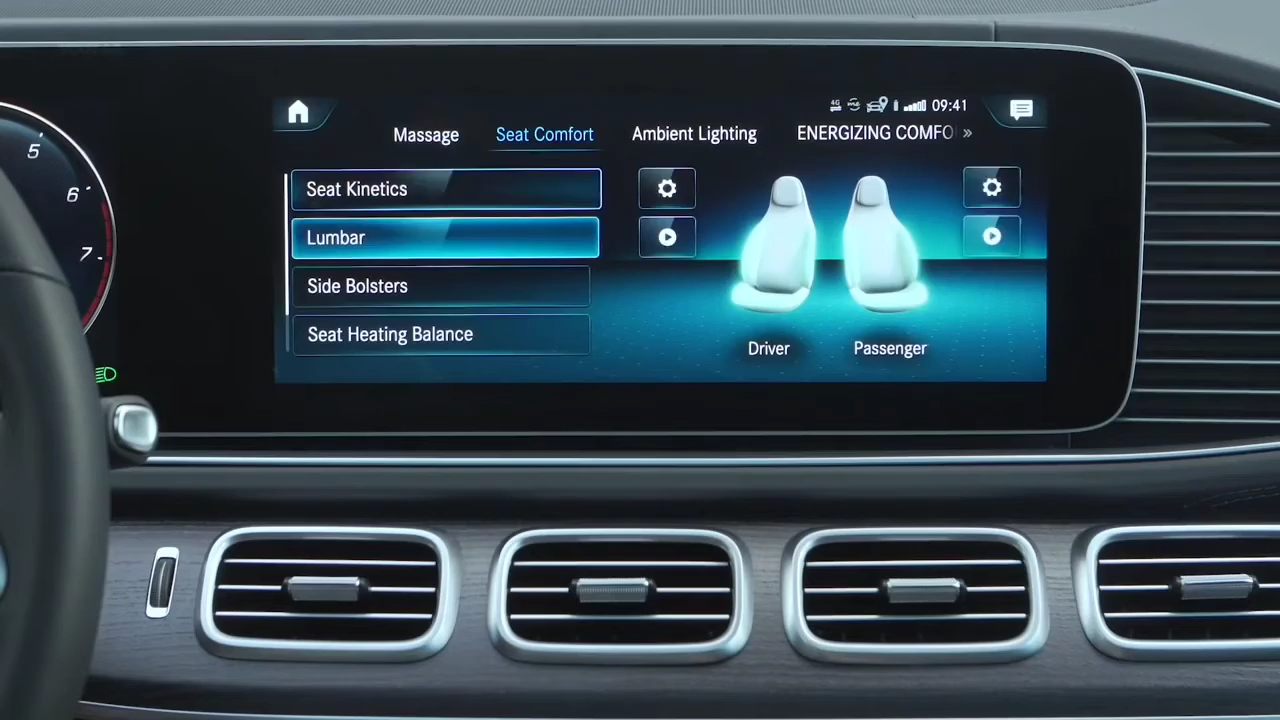 4G 09:41
Massage Seat Comfort Ambient Lighting ENERGIZING COMFO »
Seat Kinetics
Lumbar
Side Bolsters
Seat Heating Balance
Driver Passenger
5
6
7